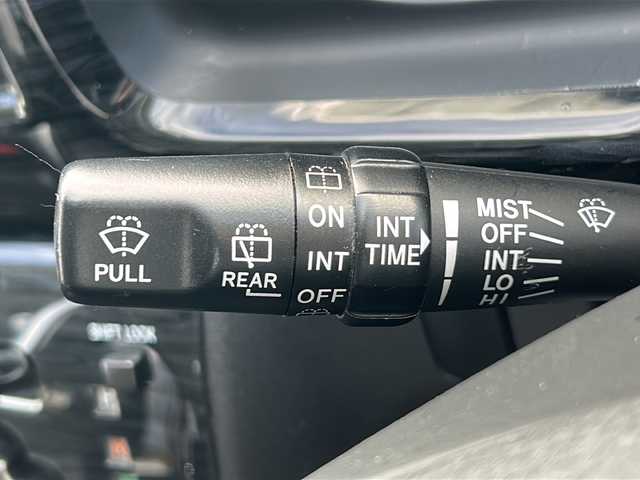 PULL
REAR
ON
INT
OFF
INT
TIME
MIST
OFF
INT
LO
HI
SHIFT LOCK